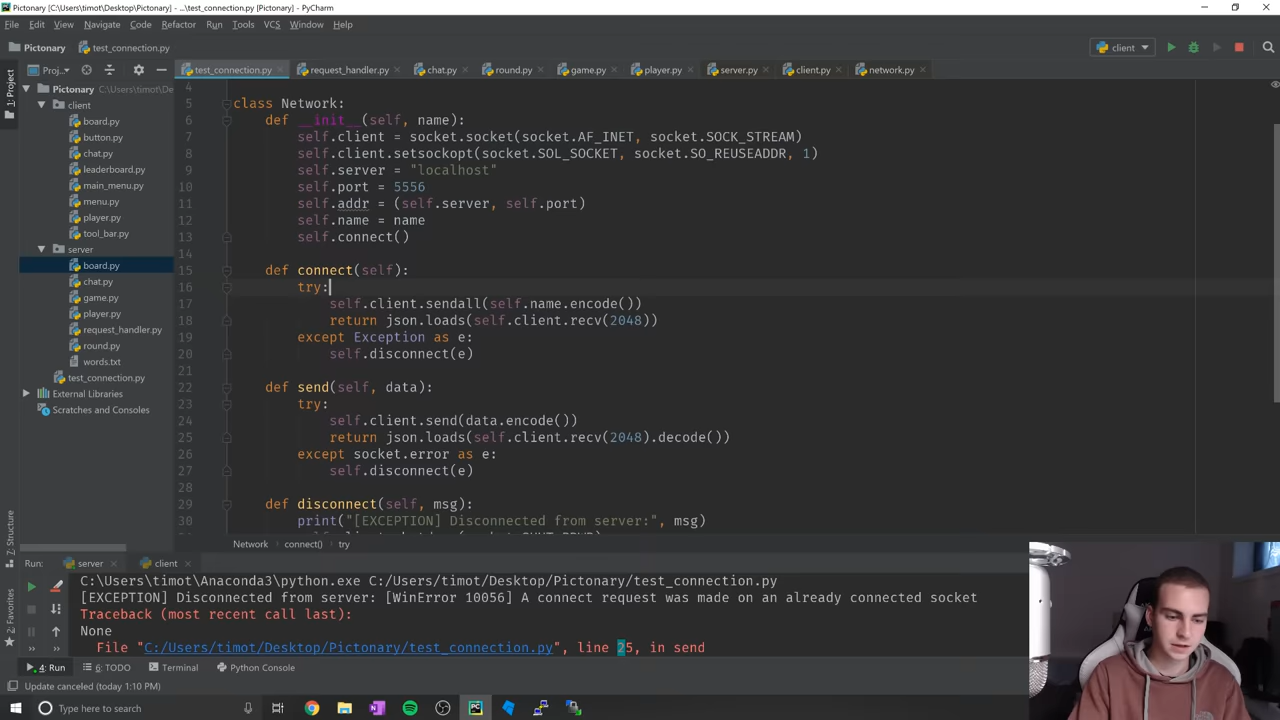 Pictonary [C:\Users\timot\Desktop\Pictonary] - ...\test_connection.py [Pictonary] - PyCharm
File Edit View Navigate Code Refactor Run Tools VCS Window Help
Pictonary test_connection.py client
1: Project Proj... test_connection.py request_handler.py chat.py round.py game.py player.py server.py client.py network.py
Pictonary C:\Users\timot\De
client
board.py
button.py
chat.py
leaderboard.py
main_menu.py
menu.py
player.py
tool_bar.py
server
board.py
chat.py
game.py
player.py
request_handler.py
round.py
words.txt
test_connection.py
External Libraries
Scratches and Consoles
4
5 class Network:
6 def __init__(self, name):
7 self.client = socket.socket(socket.AF_INET, socket.SOCK_STREAM)
8 self.client.setsockopt(socket.SOL_SOCKET, socket.SO_REUSEADDR, 1)
9 self.server = "localhost"
10 self.port = 5556
11 self.addr = (self.server, self.port)
12 self.name = name
13 self.connect()
14
15 def connect(self):
16 try:
17 self.client.sendall(self.name.encode())
18 return json.loads(self.client.recv(2048))
19 except Exception as e:
20 self.disconnect(e)
21
22 def send(self, data):
23 try:
24 self.client.send(data.encode())
25 return json.loads(self.client.recv(2048).decode())
26 except socket.error as e:
27 self.disconnect(e)
28
29 def disconnect(self, msg):
30 print("[EXCEPTION] Disconnected from server:", msg)
Network connect() try
Z: Structure
2: Favorites
Run: server client
C:\Users\timot\Anaconda3\python.exe C:/Users/timot/Desktop/Pictonary/test_connection.py
[EXCEPTION] Disconnected from server: [WinError 10056] A connect request was made on an already connected socket
Traceback (most recent call last):
None
File "C:/Users/timot/Desktop/Pictonary/test_connection.py", line 25, in send
4: Run 6: TODO Terminal Python Console
Update canceled (today 1:10 PM)
Type here to search